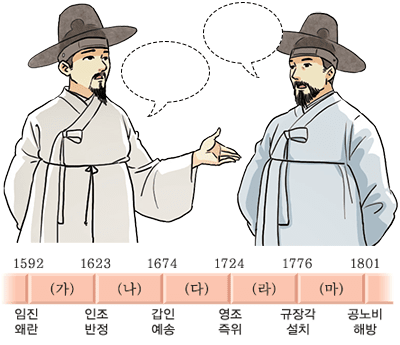 1592 1623 1674 1724 1776 1801
(가) (나) (다) (라) (마)
임진 인조 갑인 영조 규장각 공노비
왜란 반정 예송 즉위 설치 해방